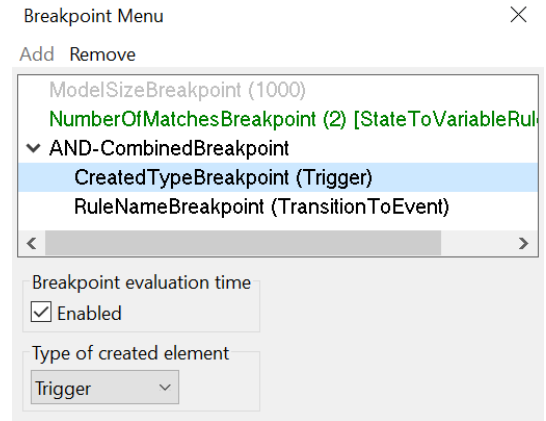 Breakpoint Menu
Add Remove
ModelSizeBreakpoint (1000)
NumberOfMatchesBreakpoint (2) [StateToVariableRul
AND-CombinedBreakpoint
CreatedTypeBreakpoint (Trigger)
RuleNameBreakpoint (TransitionToEvent)
Breakpoint evaluation time
Enabled
Type of created element
Trigger